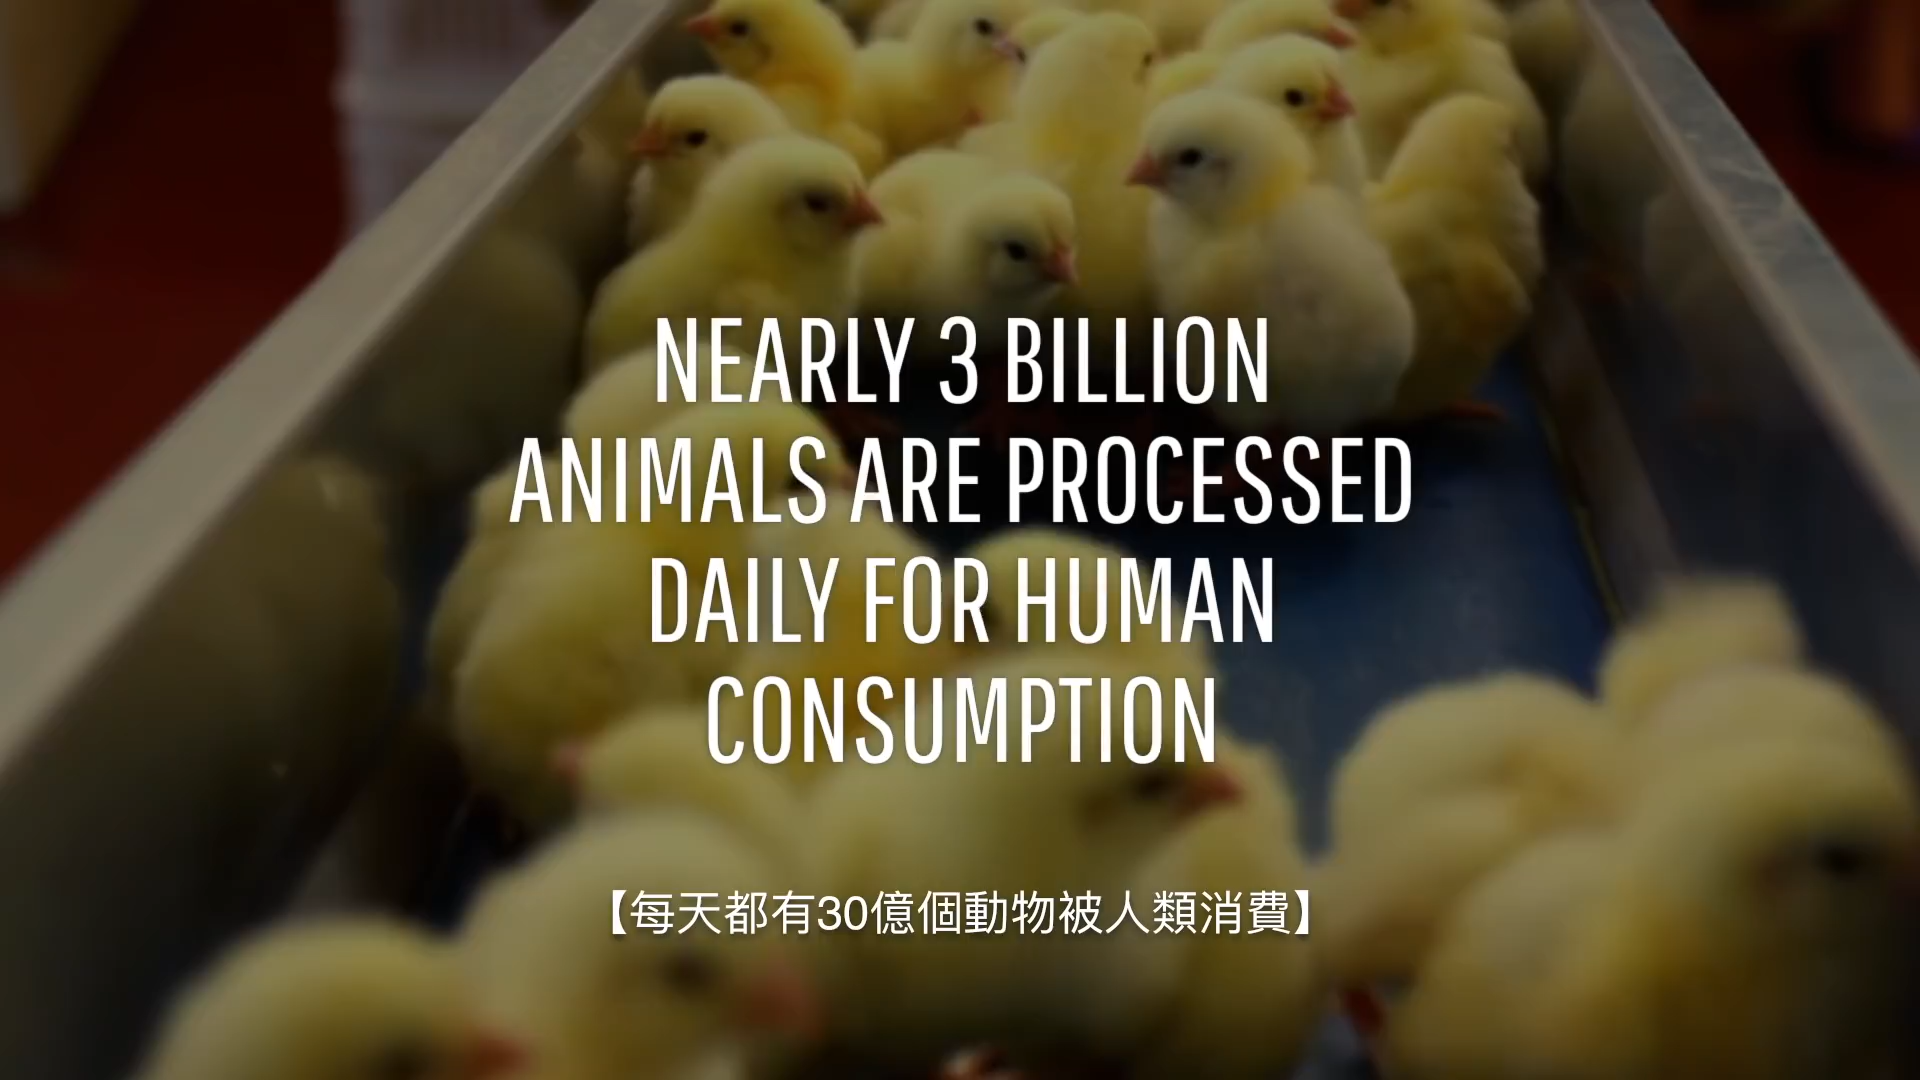 NEARLY 3 BILLION
ANIMALS ARE PROCESSED
DAILY FOR HUMAN
CONSUMPTION
【每天都有30億個動物被人類消費】